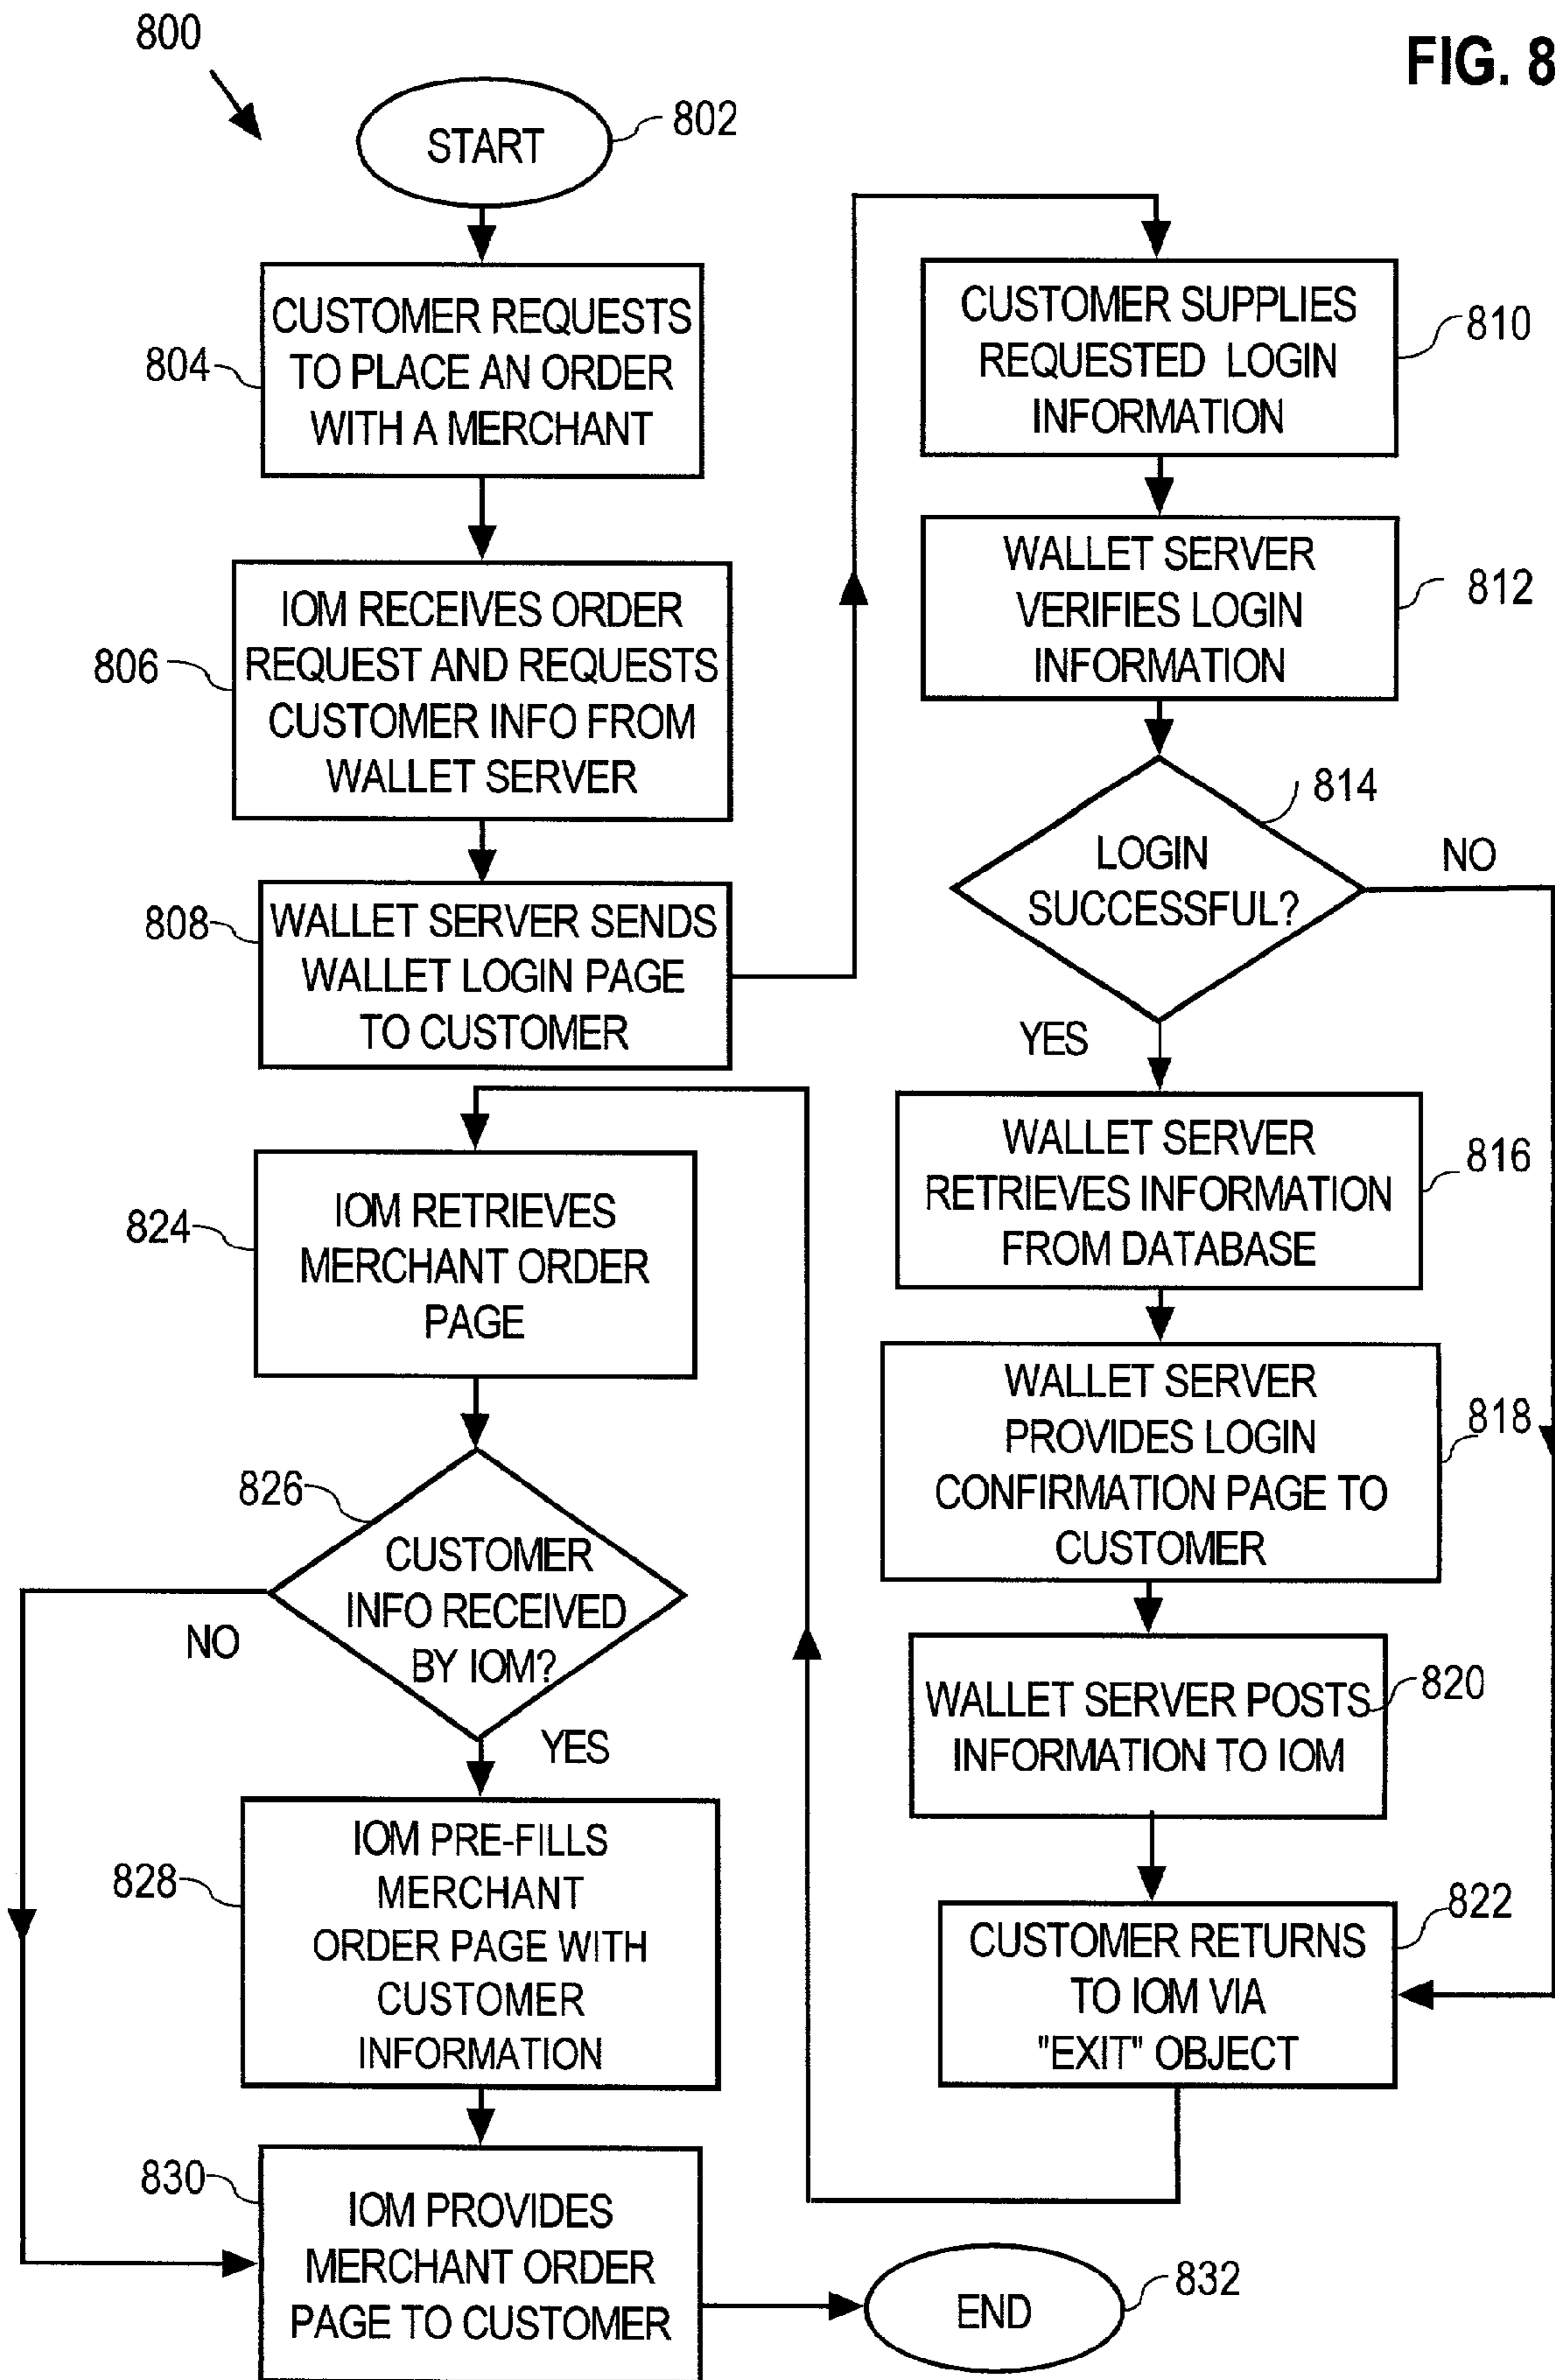 FIG. 8
800
START
802
804
CUSTOMER REQUESTS
TO PLACE AN ORDER
WITH A MERCHANT
806
IOM RECEIVES ORDER
REQUEST AND REQUESTS
CUSTOMER INFO FROM
WALLET SERVER
808
WALLET SERVER SENDS
WALLET LOGIN PAGE
TO CUSTOMER
CUSTOMER SUPPLIES
REQUESTED LOGIN
INFORMATION
810
WALLET SERVER
VERIFIES LOGIN
INFORMATION
812
814
LOGIN
SUCCESSFUL?
NO
YES
WALLET SERVER
RETRIEVES INFORMATION
FROM DATABASE
816
WALLET SERVER
PROVIDES LOGIN
CONFIRMATION PAGE TO
CUSTOMER
818
WALLET SERVER POSTS
INFORMATION TO IOM
820
CUSTOMER RETURNS
TO IOM VIA
"EXIT" OBJECT
822
824
IOM RETRIEVES
MERCHANT ORDER
PAGE
826
CUSTOMER
INFO RECEIVED
BY IOM?
NO
YES
828
IOM PRE-FILLS
MERCHANT
ORDER PAGE WITH
CUSTOMER
INFORMATION
830
IOM PROVIDES
MERCHANT ORDER
PAGE TO CUSTOMER
END
832